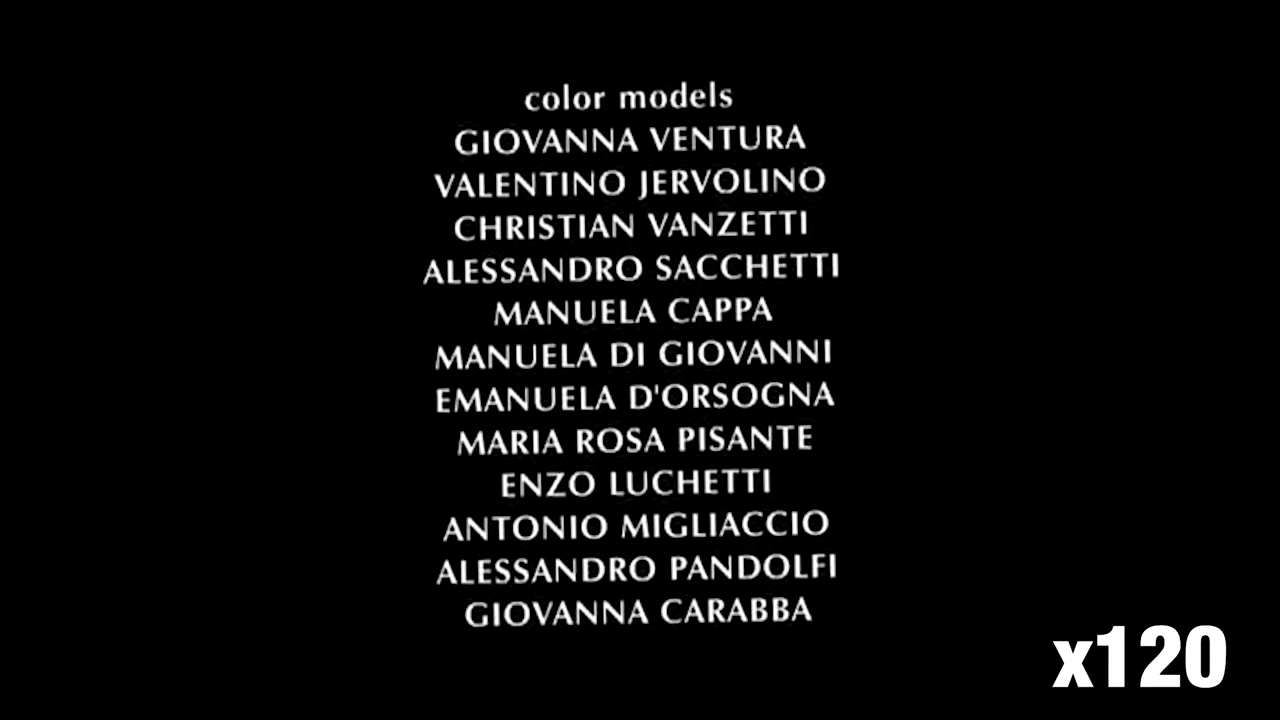 color models
GIOVANNA VENTURA
VALENTINO JERVOLINO
CHRISTIAN VANZETTI
ALESSANDRO SACCHETTI
MANUELA CAPPA
MANUELA DI GIOVANNI
EMANUELA D'ORSOGNA
MARIA ROSA PISANTE
ENZO LUCHETTI
ANTONIO MIGLIACCIO
ALESSANDRO PANDOLFI
GIOVANNA CARABBA
x120